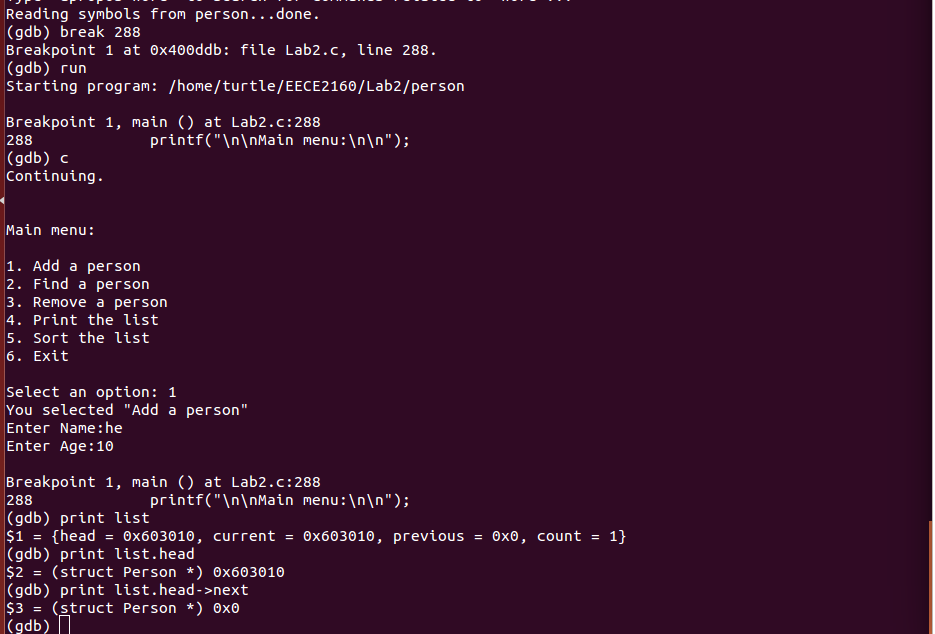 Reading symbols from person...done.
(gdb) break 288
Breakpoint 1 at 0x400ddb: file Lab2.c, line 288.
(gdb) run
Starting program: /home/turtle/EECE2160/Lab2/person
Breakpoint 1, main () at Lab2.c:288
288             printf("\n\nMain menu:\n\n");
(gdb) c
Continuing.
Main menu:
1. Add a person
2. Find a person
3. Remove a person
4. Print the list
5. Sort the list
6. Exit
Select an option: 1
You selected "Add a person"
Enter Name:he
Enter Age:10
Breakpoint 1, main () at Lab2.c:288
288             printf("\n\nMain menu:\n\n");
(gdb) print list
$1 = {head = 0x603010, current = 0x603010, previous = 0x0, count = 1}
(gdb) print list.head
$2 = (struct Person *) 0x603010
(gdb) print list.head->next
$3 = (struct Person *) 0x0
(gdb)